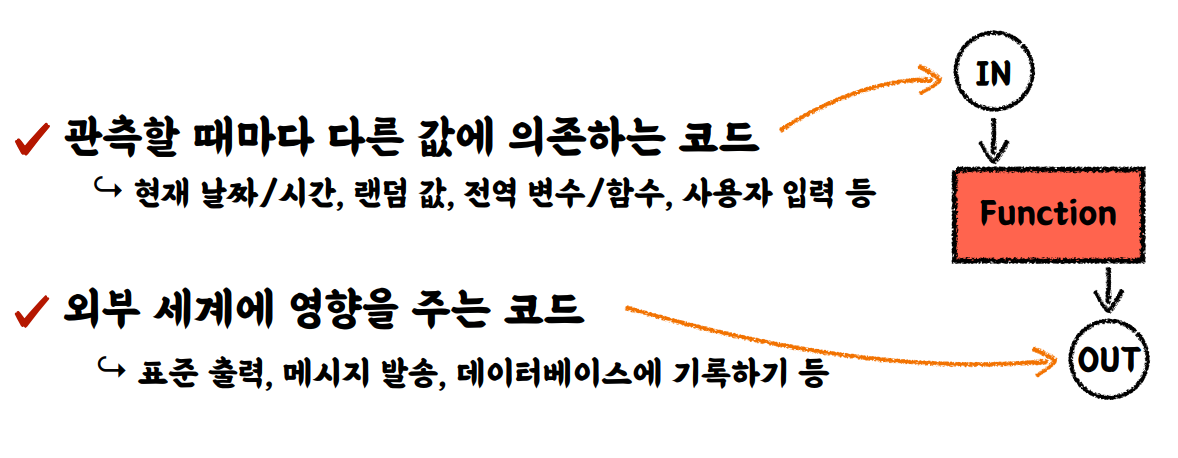 관측할 때마다 다른 값에 의존하는 코드
현재 날짜/시간, 랜덤 값, 전역 변수/함수, 사용자 입력 등
외부 세계에 영향을 주는 코드
표준 출력, 메시지 발송, 데이터베이스에 기록하기 등
IN
Function
OUT